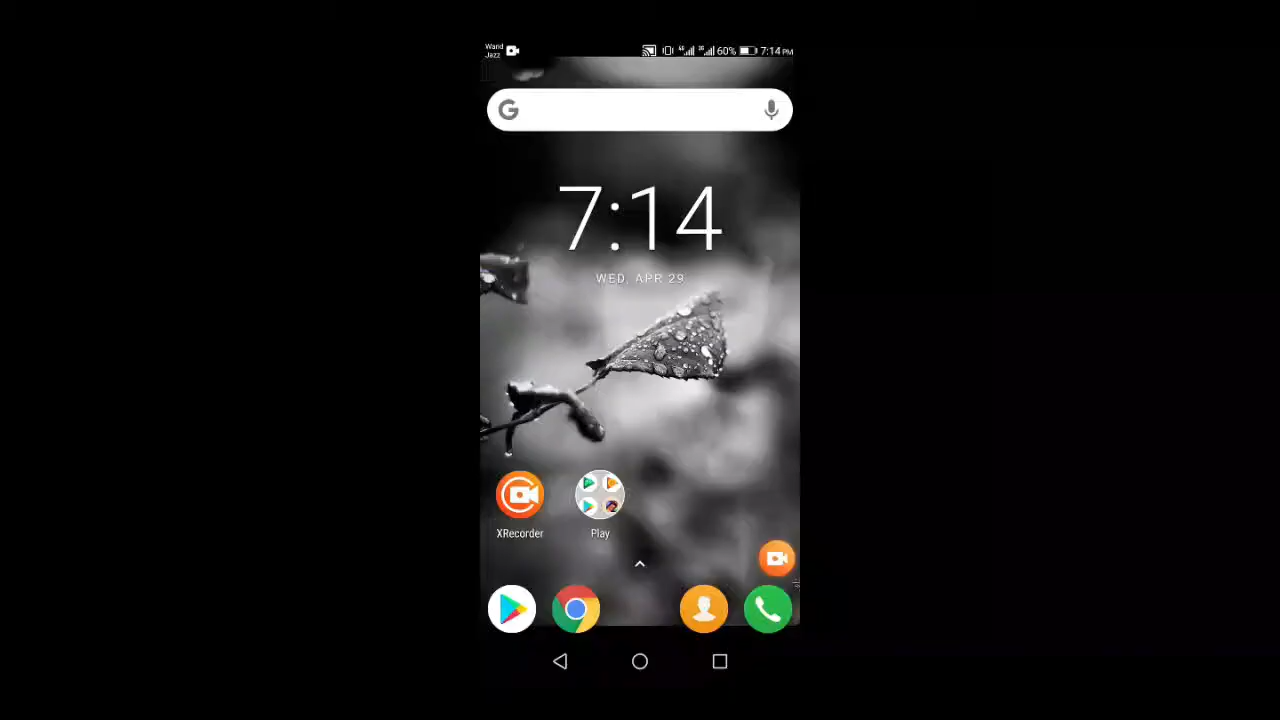 Warid
Jazz
60% 7:14 PM
7:14
WED, APR 29
XRecorder
Play